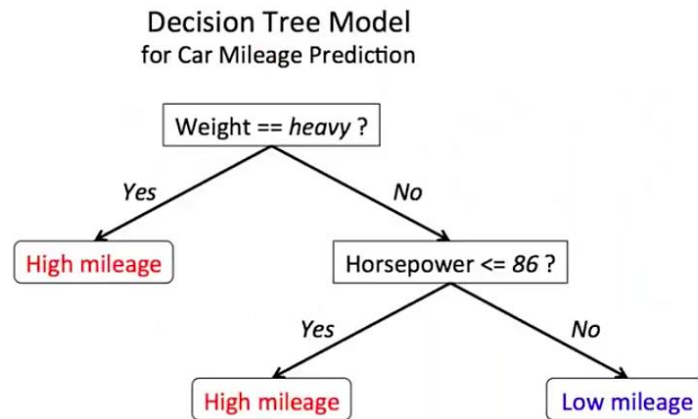 Decision Tree Model
for Car Mileage Prediction
Weight == heavy ?
Yes
No
High mileage
Horsepower <= 86 ?
Yes
No
High mileage
Low mileage